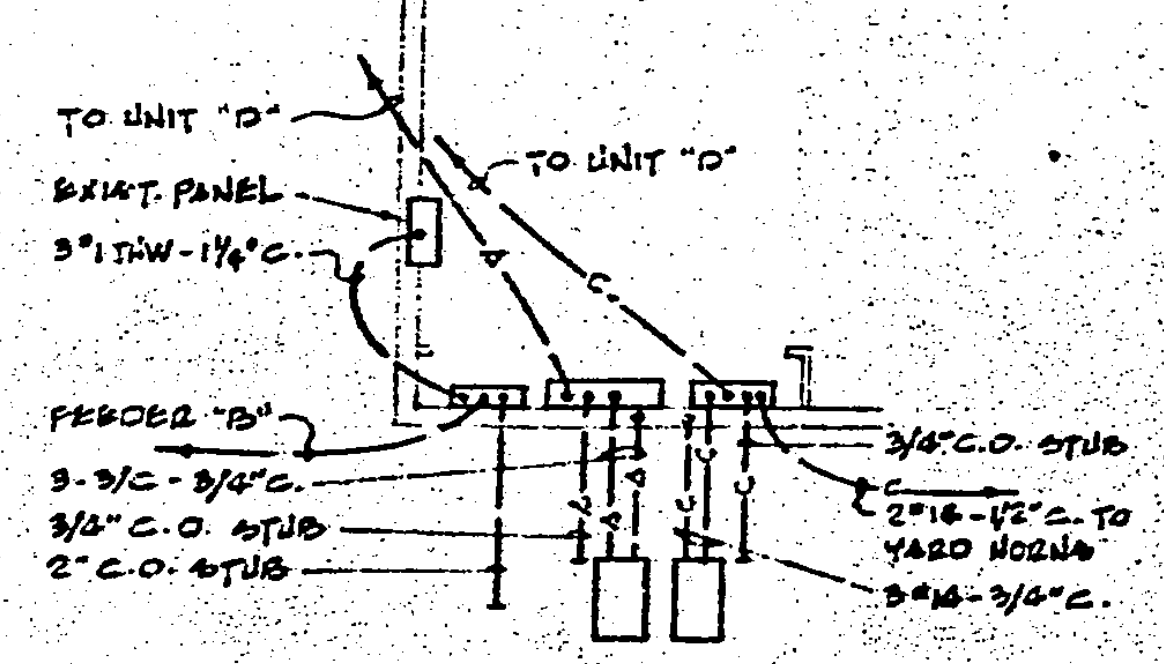 TO UNIT "D"
TO UNIT "D"
EXIST. PANEL
3#1 THW - 1¼" C.
A
C.
FEEDER "B"
3-3/C - 3/4" C.
3/4" C.O. STUB
2" C.O. STUB
A
A
A
C
C
C
3/4" C.O. STUB
C
2#14 - 1/2" C. TO
YARD HORNS
3#14 - 3/4" C.